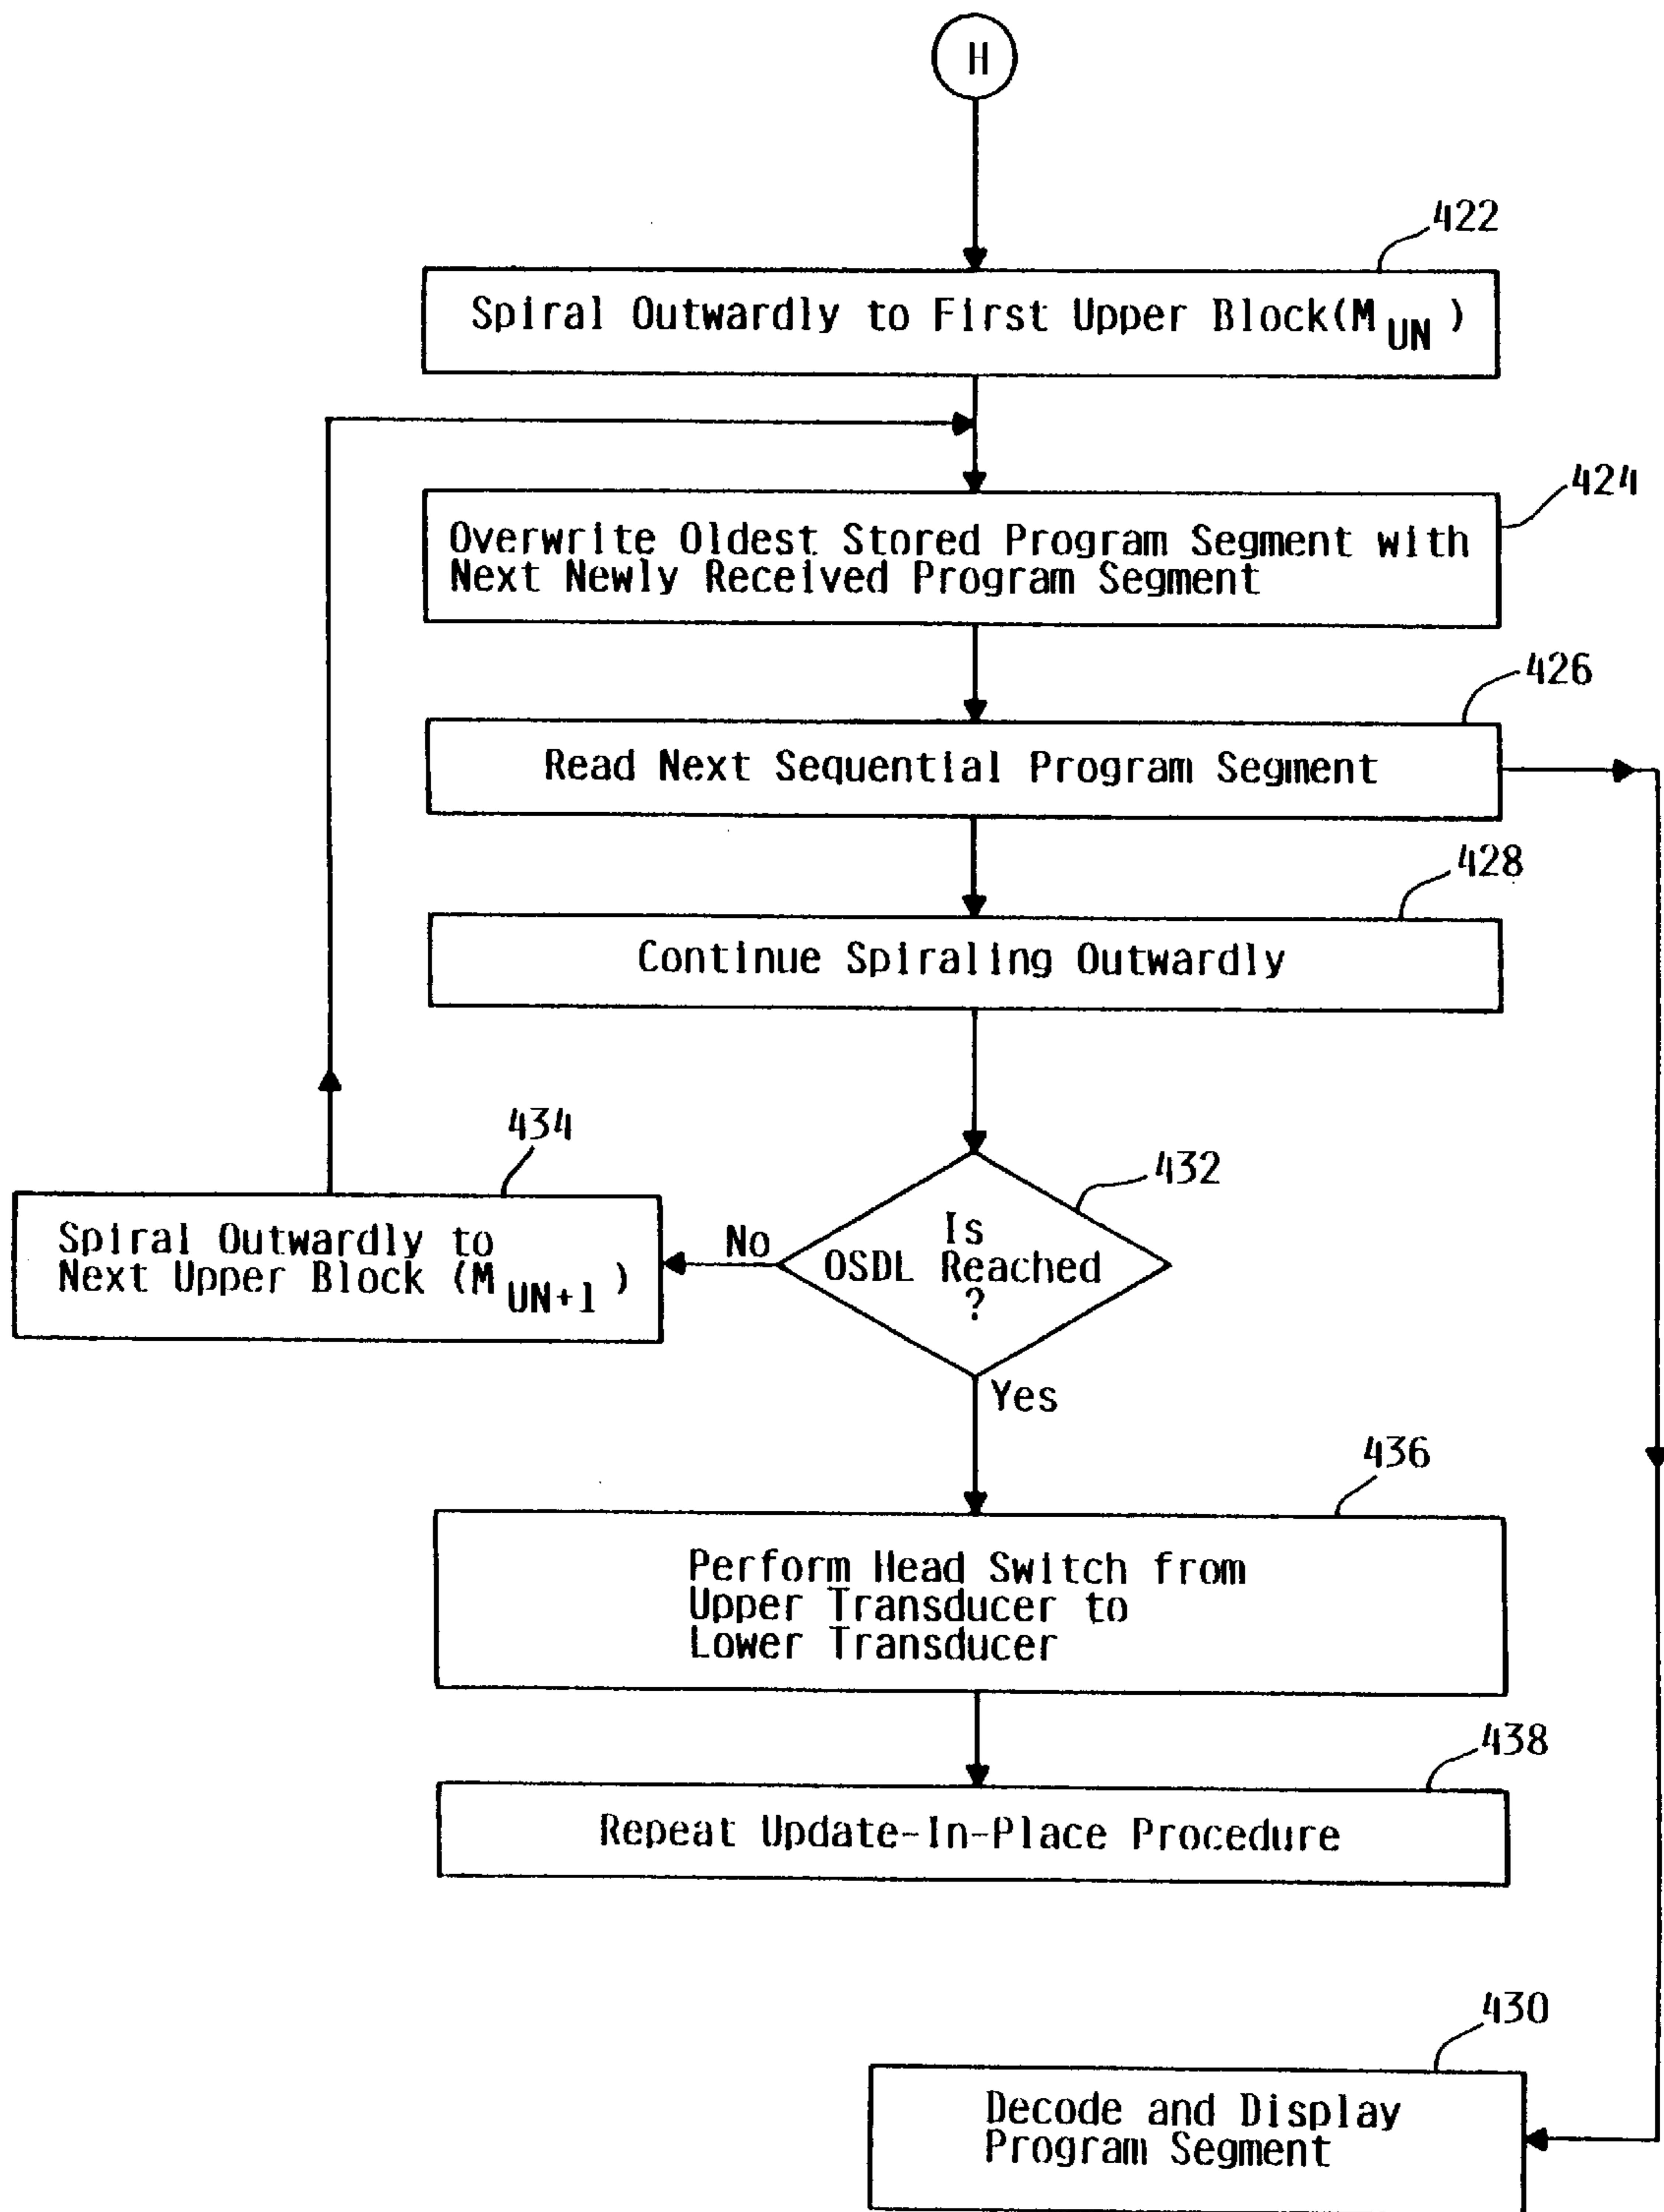 H
422
Spiral Outwardly to First Upper Block(M UN )
424
Overwrite Oldest Stored Program Segment with
Next Newly Received Program Segment
426
Read Next Sequential Program Segment
428
Continue Spiraling Outwardly
434
432
Spiral Outwardly to
Next Upper Block (M UN+1 )
No
Is
OSDL Reached
?
Yes
436
Perform Head Switch from
Upper Transducer to
Lower Transducer
438
Repeat Update-In-Place Procedure
430
Decode and Display
Program Segment